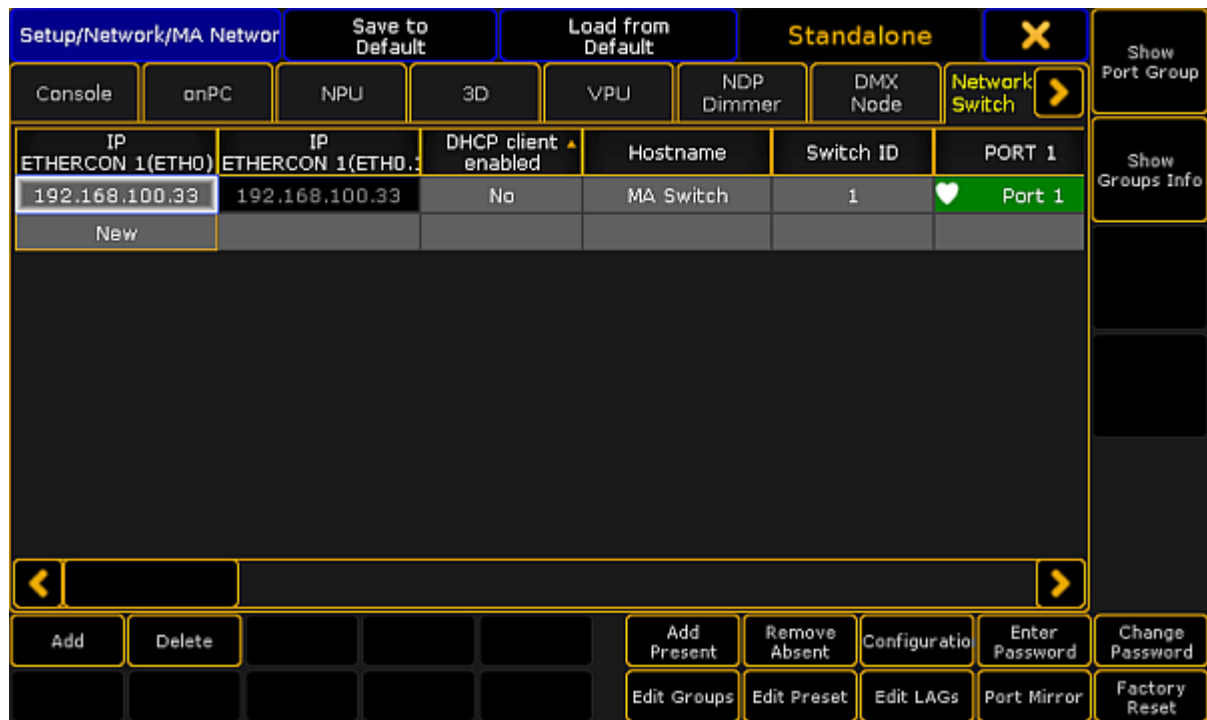 Setup/Network/MA Networ
Save to
Default
Load from
Default
Standalone
Show
Port Group
Console
onPC
NPU
3D
VPU
NDP
Dimmer
DMX
Node
Network
Switch
IP
ETHERCON 1(ETH0)
IP
ETHERCON 1(ETH0.1
DHCP client
enabled
Hostname
Switch ID
PORT 1
Show
Groups Info
192.168.100.33
192.168.100.33
No
MA Switch
1
Port 1
New
Add
Delete
Add
Present
Remove
Absent
Configuratio
Enter
Password
Change
Password
Edit Groups
Edit Preset
Edit LAGs
Port Mirror
Factory
Reset